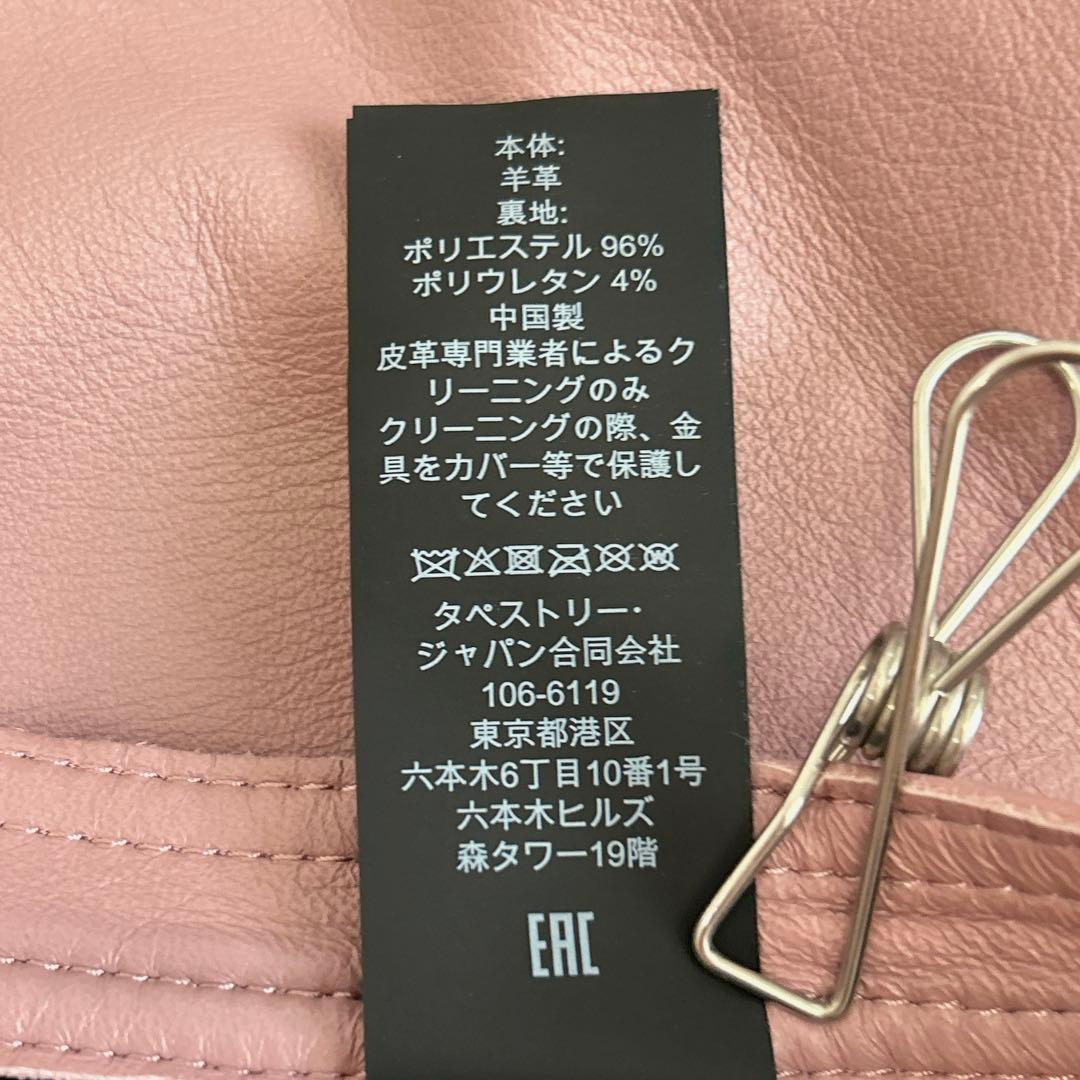 本体:
羊革
裏地:
ポリエステル 96%
ポリウレタン 4%
中国製
皮革専門業者によるク
リーニングのみ
クリーニングの際、金
具をカバー等で保護し
てください
タペストリー・
ジャパン合同会社
106-6119
東京都港区
六本木6丁目10番1号
六本木ヒルズ
森タワー19階
EAC